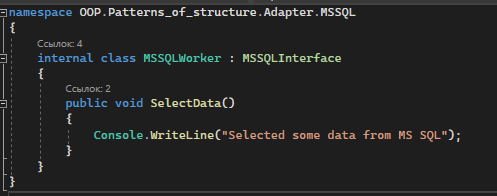 namespace OOP.Patterns_of_structure.Adapter.MSSQL
{
Ссылок: 4
internal class MSSQLWorker : MSSQLInterface
{
Ссылок: 2
public void SelectData()
{
Console.WriteLine("Selected some data from MS SQL");
}
}
}